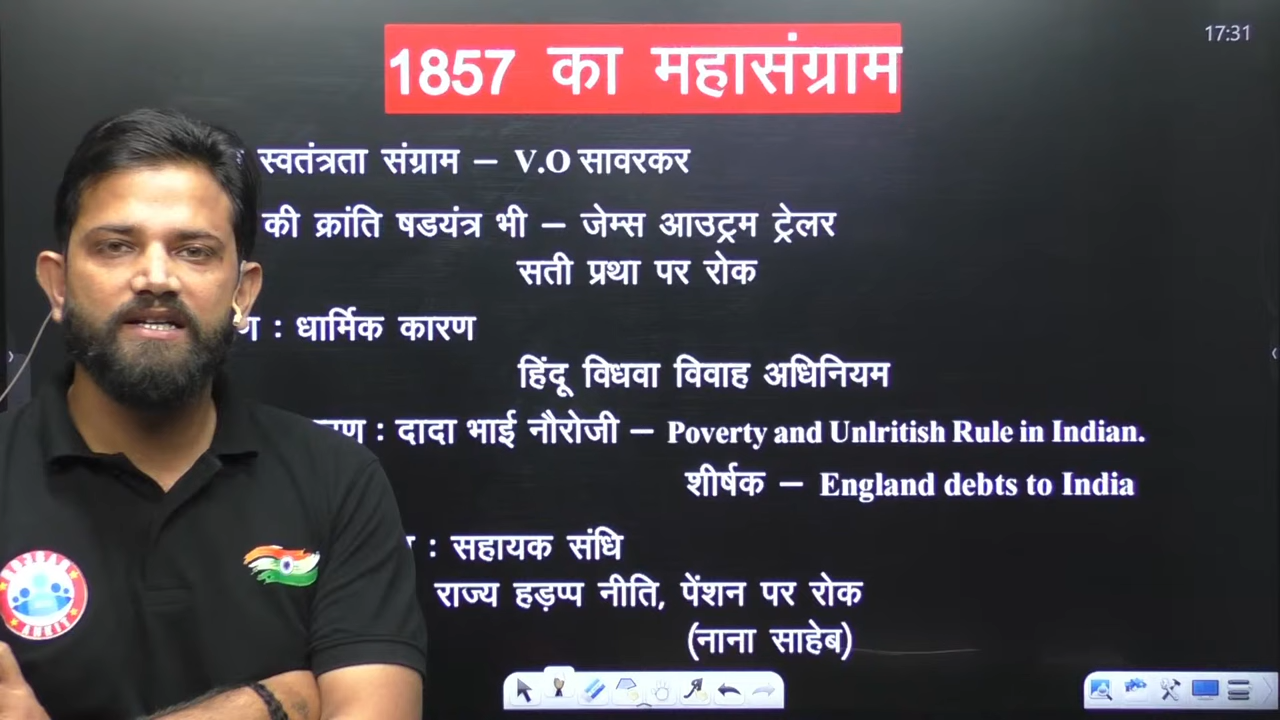 17:31
1857 का महासंग्राम
स्वतंत्रता संग्राम – V.O सावरकर
की क्रांति षडयंत्र भी – जेम्स आउट्रम ट्रेलर
सती प्रथा पर रोक
: धार्मिक कारण
हिंदू विधवा विवाह अधिनियम
: दादा भाई नौरोजी – Poverty and Unlritish Rule in Indian.
शीर्षक – England debts to India
: सहायक संधि
राज्य हड़प्प नीति, पेंशन पर रोक
(नाना साहेब)
ANKIT